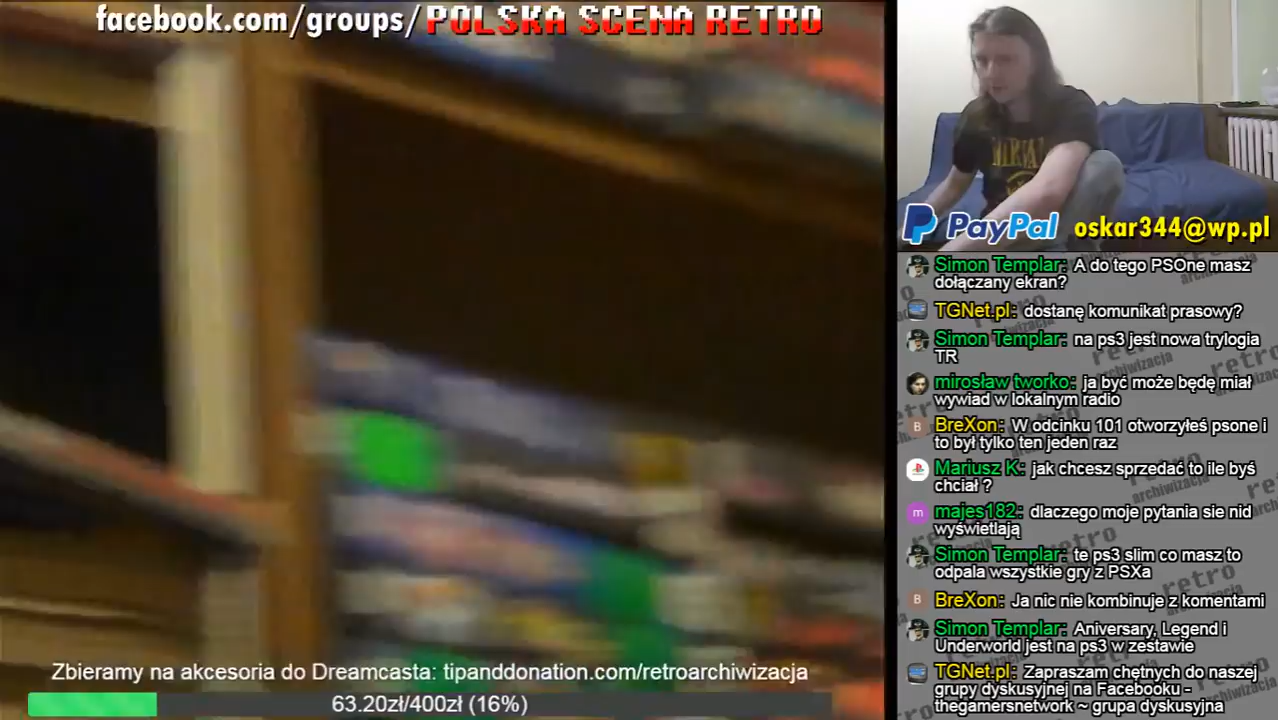 facebook.com/groups/POLSKA SCENA RETRO
NIRVANA
PayPal oskar344@wp.pl
Simon Templar: A do tego PSOne masz
dołączany ekran?
TGNet.pl: dostanę komunikat prasowy?
Simon Templar: na ps3 jest nowa trylogia
TR
mirosław tworko: ja być może będę miał
wywiad w lokalnym radio
BreXon: W odcinku 101 otworzyłeś psone i
to był tylko ten jeden raz
Mariusz K: jak chcesz sprzedać to ile byś
chciał ?
majes182: dlaczego moje pytania sie nid
wyświetlają
Simon Templar: te ps3 slim co masz to
odpala wszystkie gry z PSXa
BreXon: Ja nic nie kombinuje z komentami
Simon Templar: Aniversary, Legend i
Underworld jest na ps3 w zestawie
TGNet.pl: Zapraszam chętnych do naszej
grupy dyskusyjnej na Facebooku -
thegamersnetwork ~ grupa dyskusyjna
Zbieramy na akcesoria do Dreamcasta: tipanddonation.com/retroarchiwizacja
63.20zł/400zł (16%)